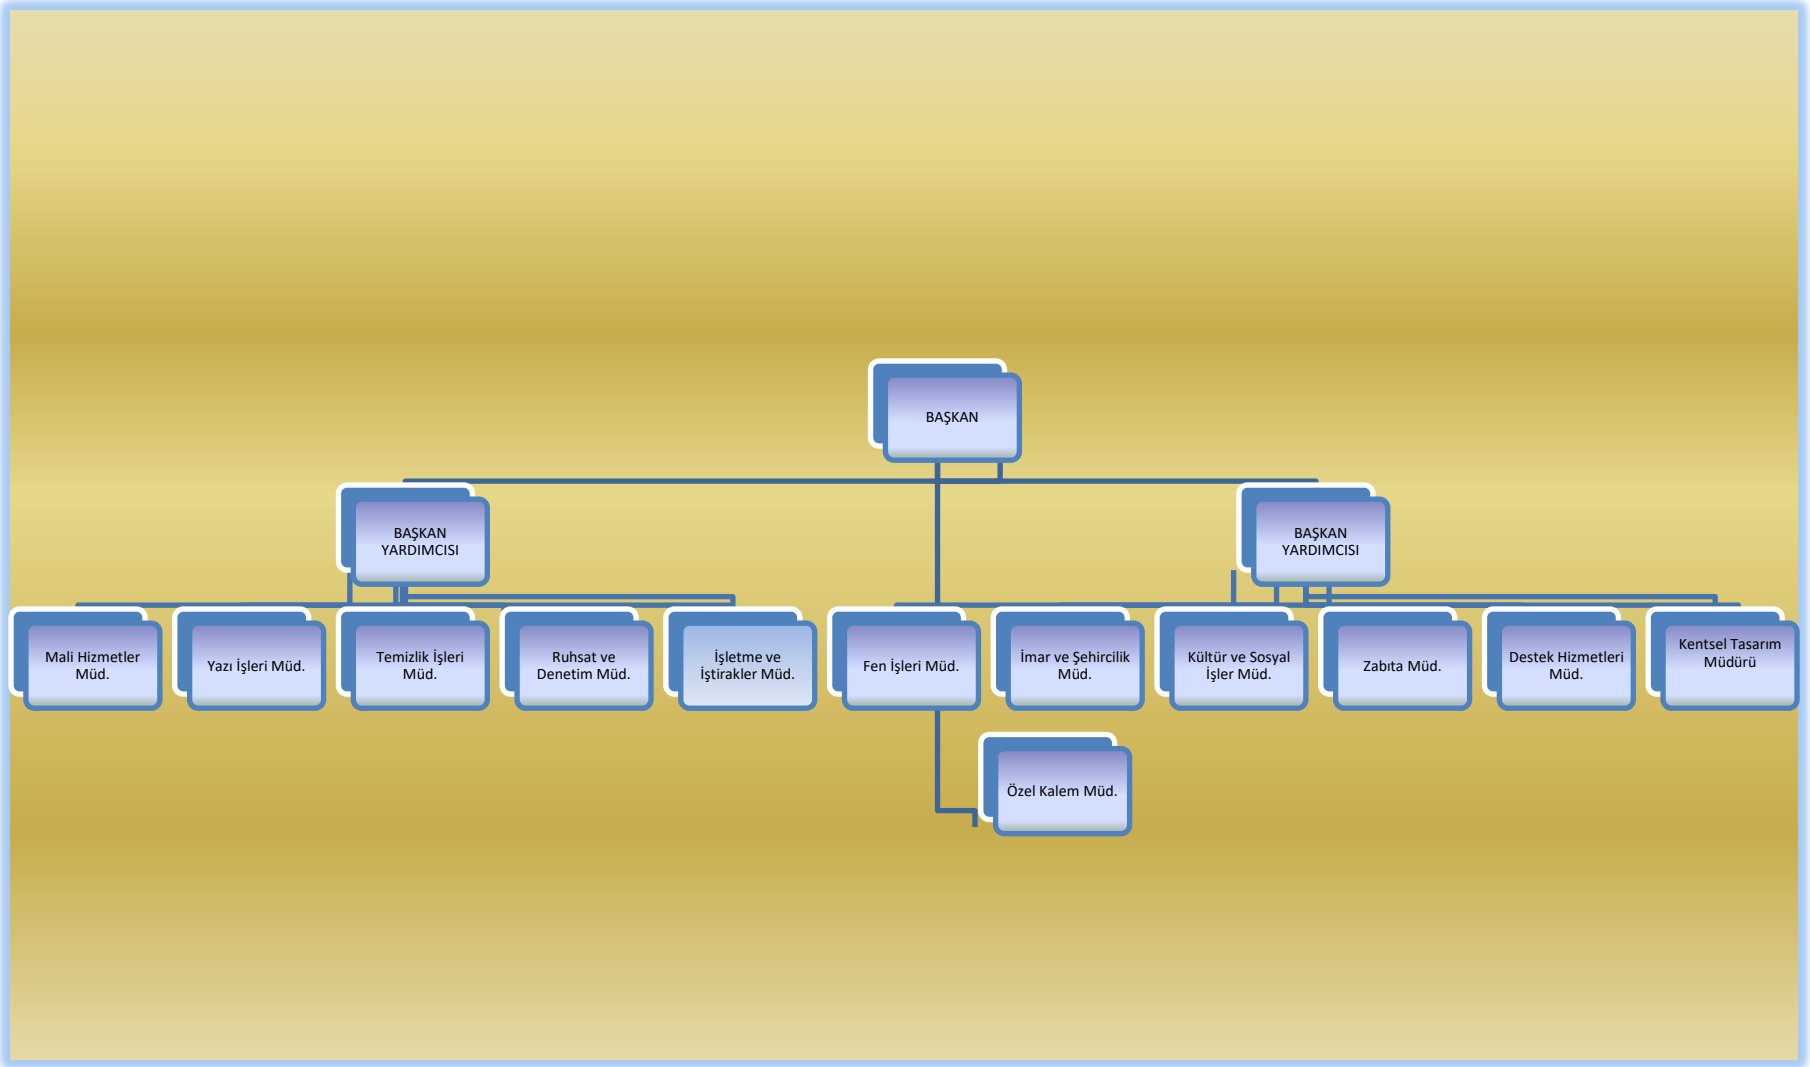 BAŞKAN
BAŞKAN
YARDIMCISI
BAŞKAN
YARDIMCISI
Mali Hizmetler
Müd.
Yazı İşleri Müd.
Temizlik İşleri
Müd.
Ruhsat ve
Denetim Müd.
İşletme ve
İştirakler Müd.
Fen İşleri Müd.
İmar ve Şehircilik
Müd.
Kültür ve Sosyal
İşler Müd.
Zabıta Müd.
Destek Hizmetleri
Müd.
Kentsel Tasarım
Müdürü
Özel Kalem Müd.